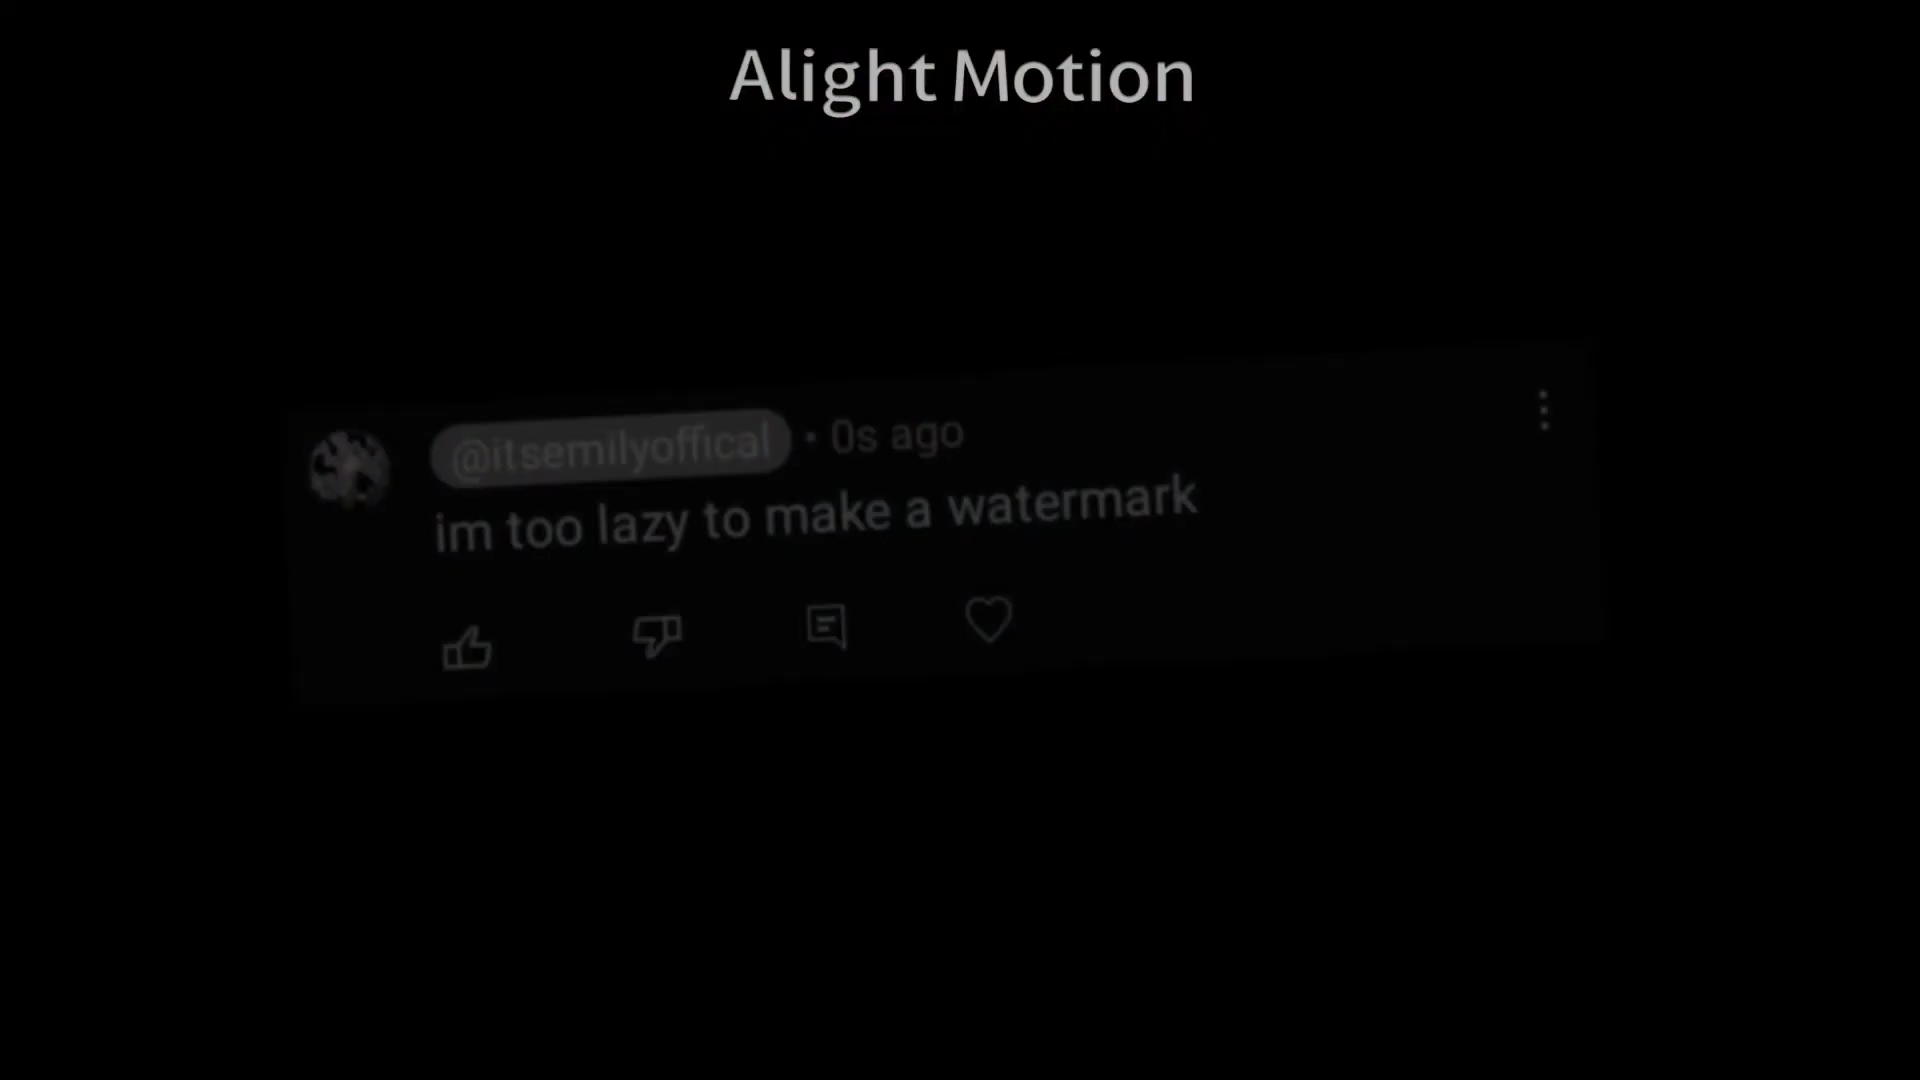 Alight Motion
@itsemilyoffical • 0s ago
im too lazy to make a watermark